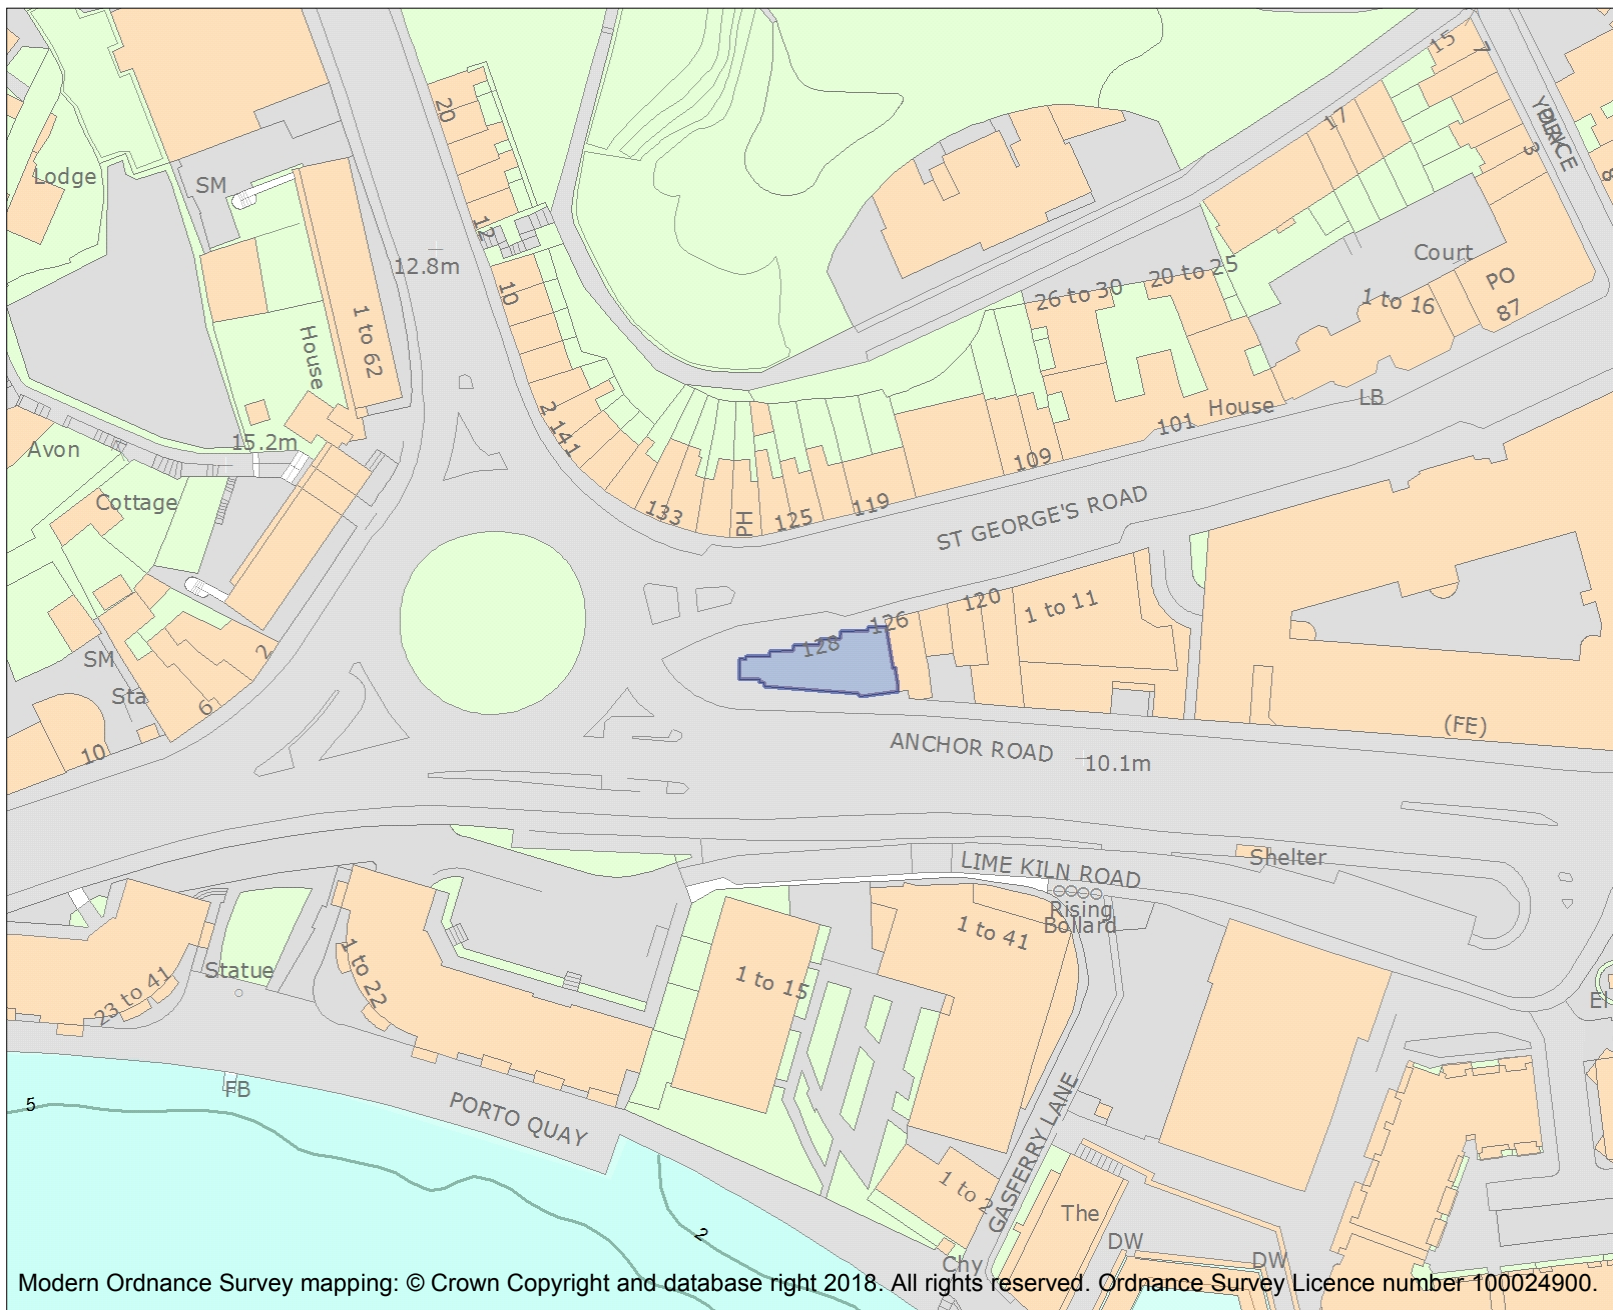 20
15
7
17
YORK
PLACE
3
8
Lodge
SM
12
12.8m
10
1 to 62
House
Court
20 to 25
26 to 30
1 to 16
PO
87
LB
House
101
109
2
141
Avon
15.2m
Cottage
133
PH
125
119
ST GEORGE'S ROAD
120
1 to 11
126
128
2
SM
Sta
6
10
ANCHOR ROAD
10.1m
(FE)
LIME KILN ROAD
Shelter
Rising
Bollard
1 to 41
1 to 15
1 to 22
Statue
23 to 41
El
FB
5
PORTO QUAY
GASFERRY LANE
1 to 2
The
2
DW
DW
Chy
Modern Ordnance Survey mapping: © Crown Copyright and database right 2018. All rights reserved. Ordnance Survey Licence number 100024900.